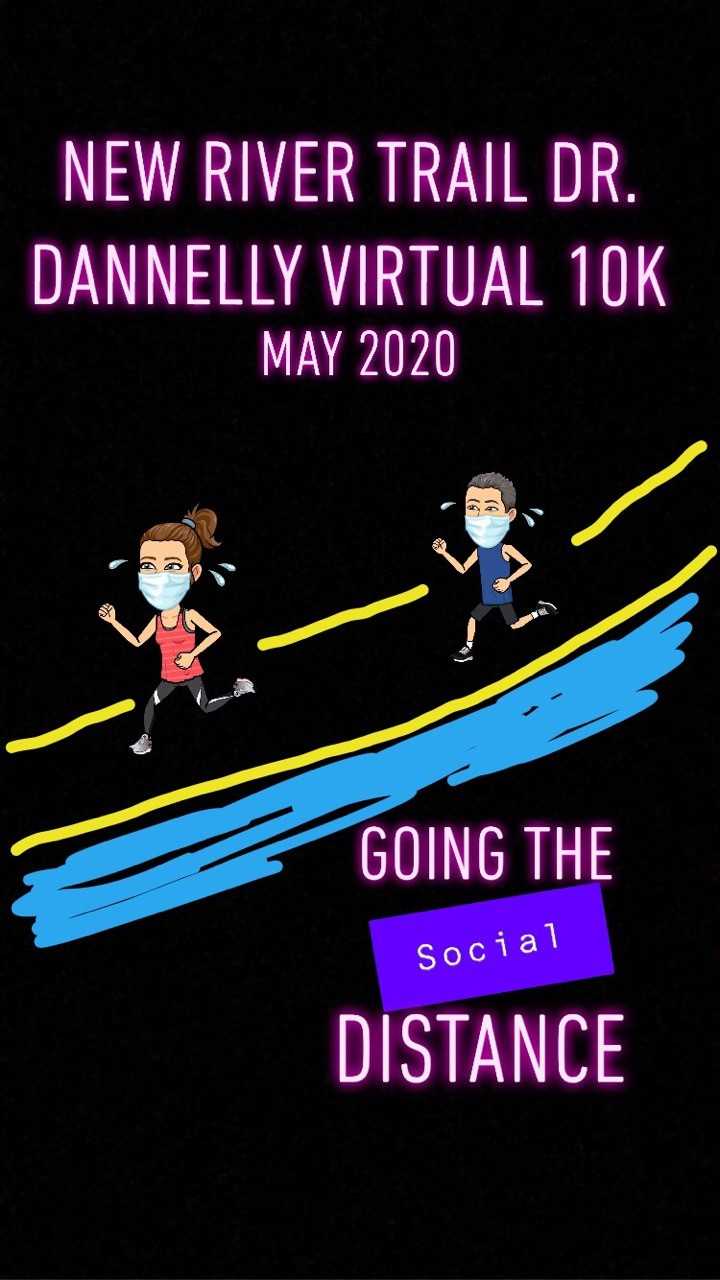 NEW RIVER TRAIL DR.
DANNELLY VIRTUAL 10K
MAY 2020
GOING THE
Social
DISTANCE